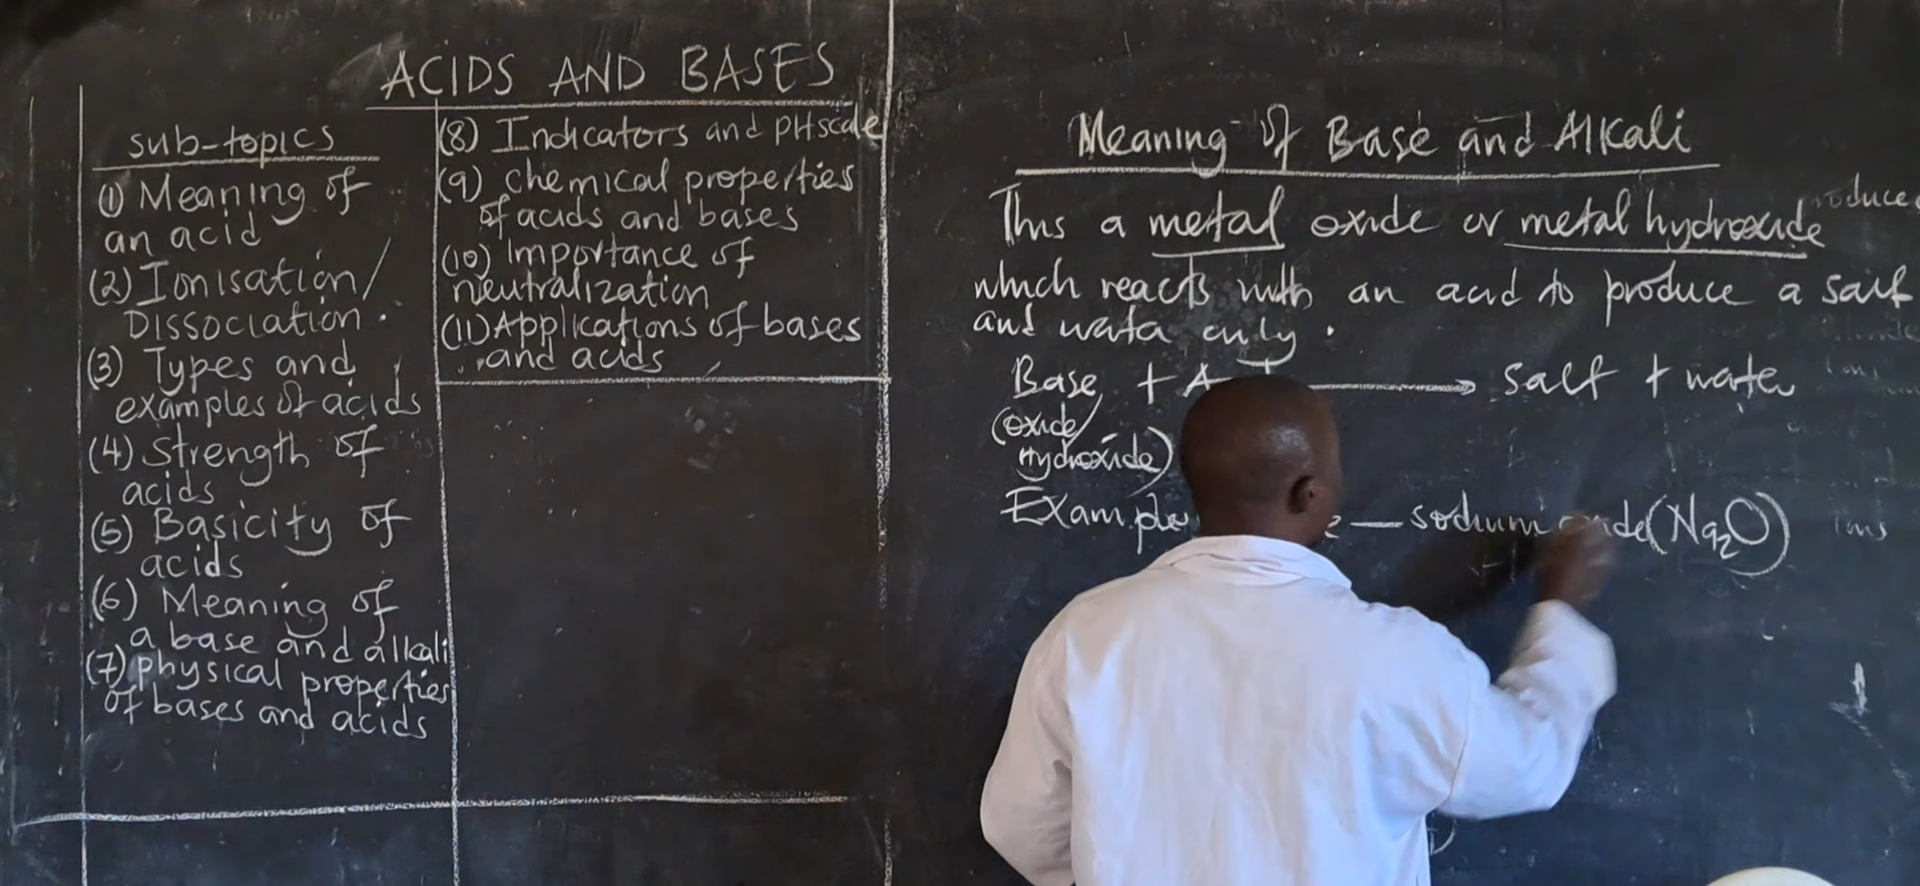 ACIDS AND BASES
sub-topics
(1) Meaning of
an acid
(2) Ionisation/
Dissociation.
(3) Types and
examples of acids
(4) Strength of
acids
(5) Basicity of
acids
(6) Meaning of
a base and alkali
(7) physical properties
of bases and acids
(8) Indicators and PH scale
(9) chemical properties
of acids and bases
(10) Importance of
neutralization
(11) Applications of bases
and acids
Meaning of Base and Alkali
This a metal oxide or metal hydroxide
which reacts with an acid to produce a salt
and wata only.
Base + A → salt + water
(oxide/
Hydroxide)
Example — sodium (Na2O)